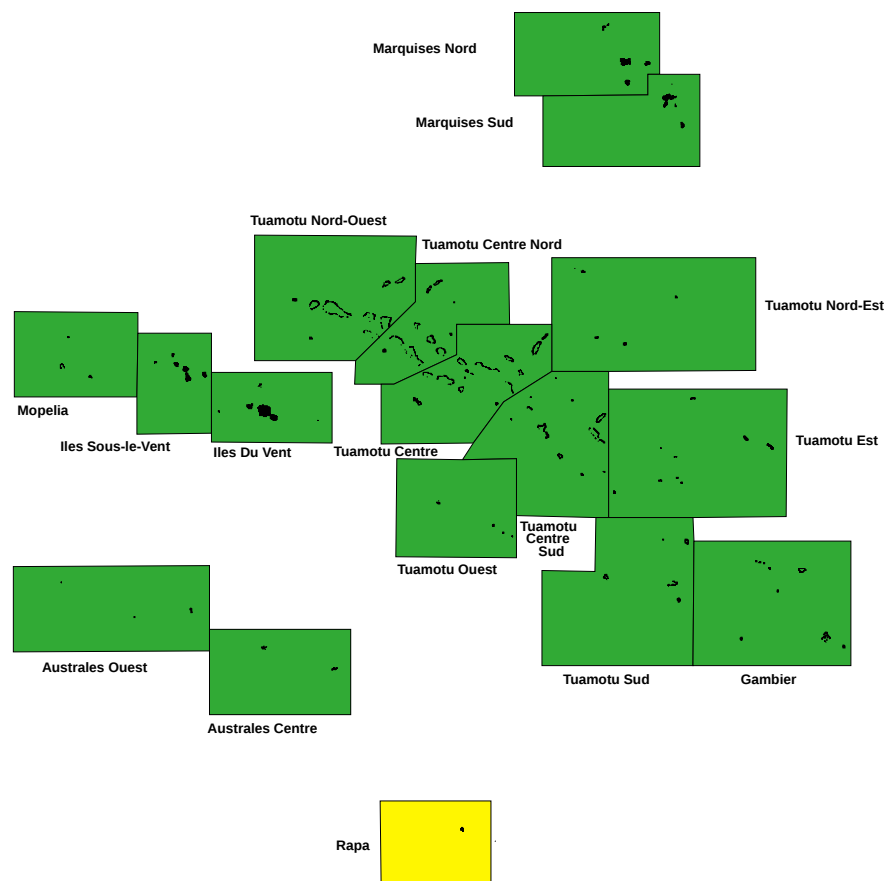 Marquises Nord
Marquises Sud
Tuamotu Nord-Ouest
Tuamotu Centre Nord
Tuamotu Nord-Est
Mopelia
Iles Sous-le-Vent
Iles Du Vent
Tuamotu Centre
Tuamotu Est
Tuamotu
Centre
Sud
Tuamotu Ouest
Australes Ouest
Tuamotu Sud
Gambier
Australes Centre
Rapa